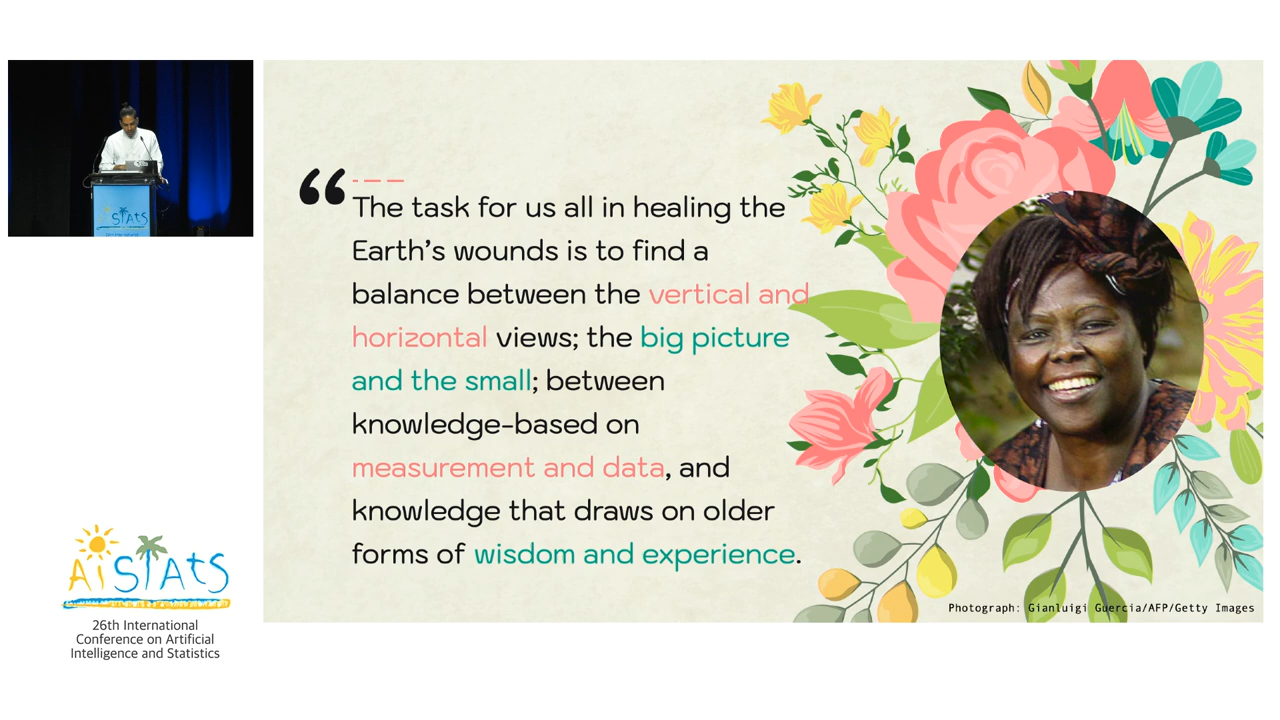 AiSTATS
“
The task for us all in healing the
Earth’s wounds is to find a
balance between the vertical and
horizontal views; the big picture
and the small; between
knowledge-based on
measurement and data, and
knowledge that draws on older
forms of wisdom and experience.
Photograph: Gianluigi Guercia/AFP/Getty Images
AiSTATS
26th International
Conference on Artificial
Intelligence and Statistics